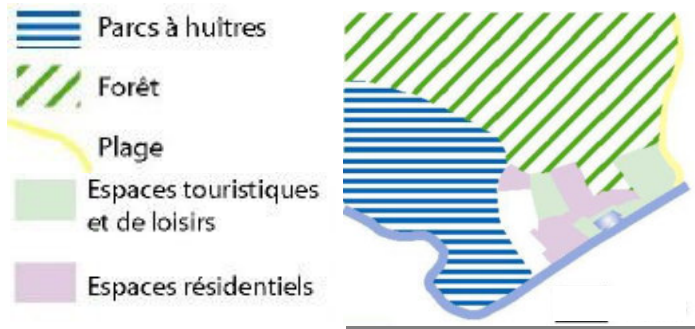 Parcs à huîtres
Forêt
Plage
Espaces touristiques
et de loisirs
Espaces résidentiels